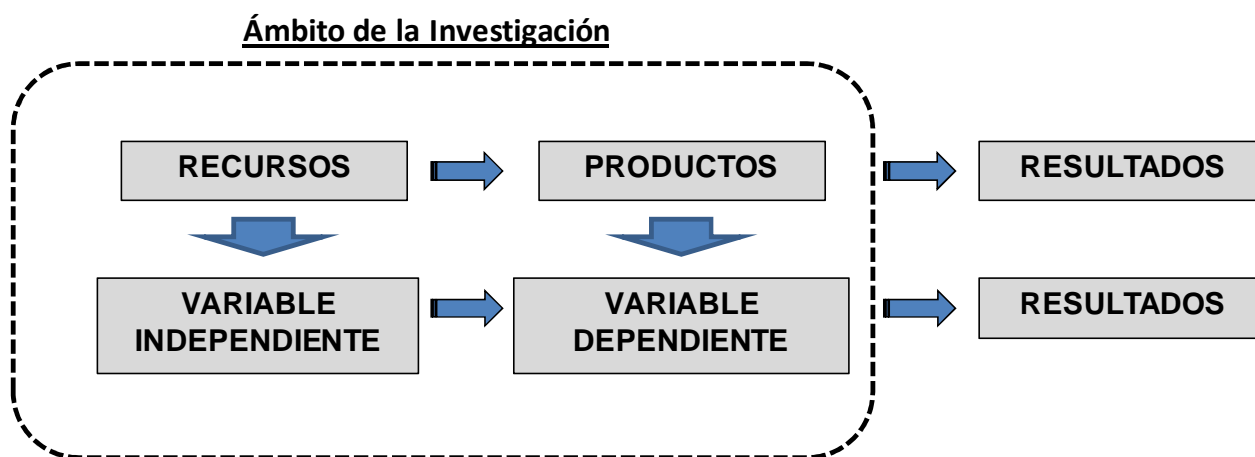 Ámbito de la Investigación
RECURSOS
PRODUCTOS
RESULTADOS
VARIABLE
INDEPENDIENTE
VARIABLE
DEPENDIENTE
RESULTADOS